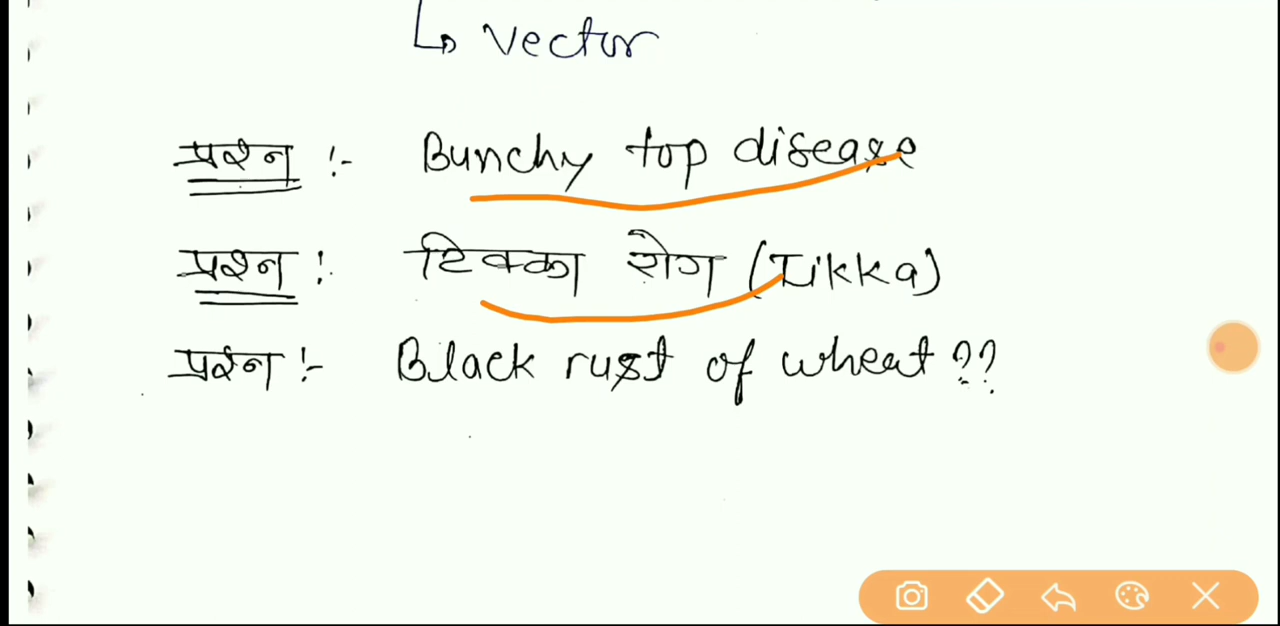 ↳ vector
प्रश्न :- Bunchy top disease
प्रश्न : टिक्का रोग (Tikka)
प्रश्न :- Black rust of wheat ??